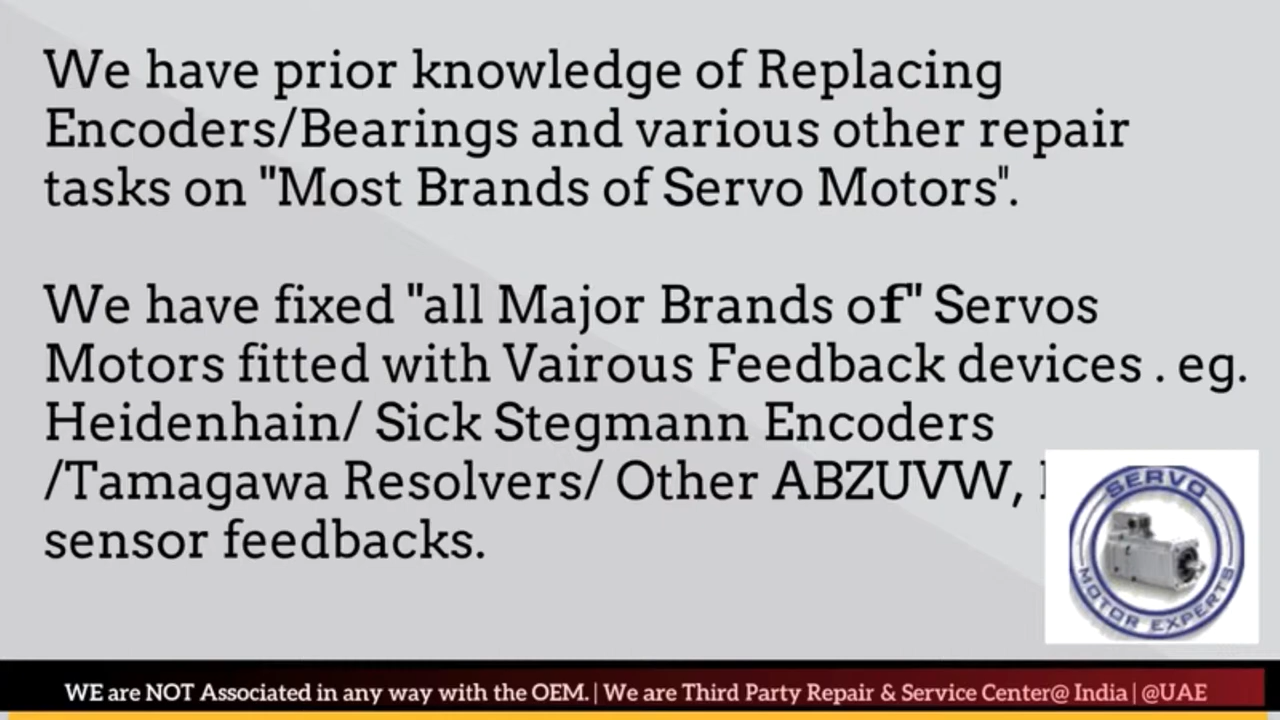 We have prior knowledge of Replacing
Encoders/Bearings and various other repair
tasks on "Most Brands of Servo Motors".
We have fixed "all Major Brands of" Servos
Motors fitted with Vairous Feedback devices . eg.
Heidenhain/ Sick Stegmann Encoders
/Tamagawa Resolvers/ Other ABZUVW,
sensor feedbacks.
SERVO
MOTOR EXPERTS
WE are NOT Associated in any way with the OEM. | We are Third Party Repair & Service Center@ India | @UAE